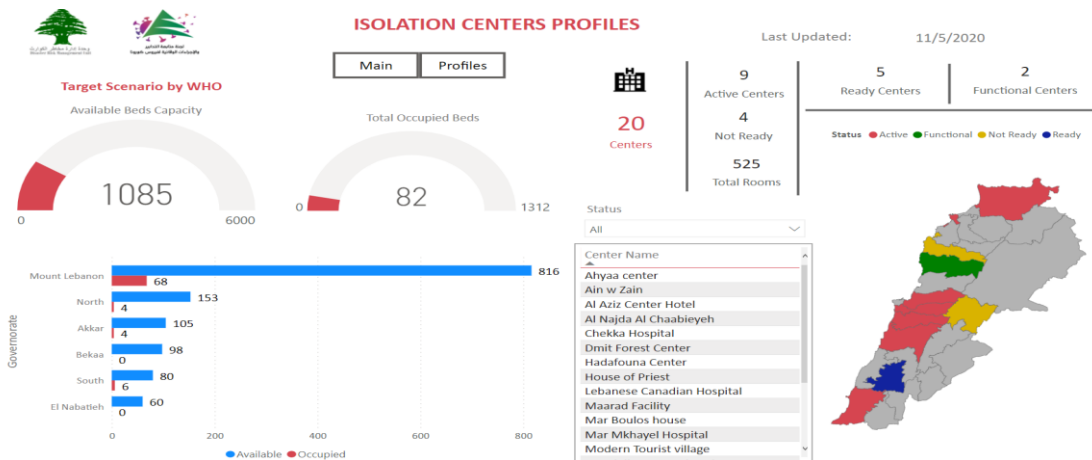 ISOLATION CENTERS PROFILES
Last Updated: 11/5/2020
Main
Profiles
Target Scenario by WHO
Available Beds Capacity
1085
0
6000
Total Occupied Beds
82
0
1312
20
Centers
9
Active Centers
4
Not Ready
525
Total Rooms
5
Ready Centers
2
Functional Centers
Status Active Functional Not Ready Ready
Governorate
Mount Lebanon 816
68
North 153
4
Akkar 105
4
Bekaa 98
0
South 80
6
El Nabatieh 60
0
0 200 400 600 800
Available Occupied
Status
All
Center Name
Ahyaa center
Ain w Zain
Al Aziz Center Hotel
Al Najda Al Chaabieyeh
Chekka Hospital
Dmit Forest Center
Hadafouna Center
House of Priest
Lebanese Canadian Hospital
Maarad Facility
Mar Boulos house
Mar Mkhayel Hospital
Modern Tourist village